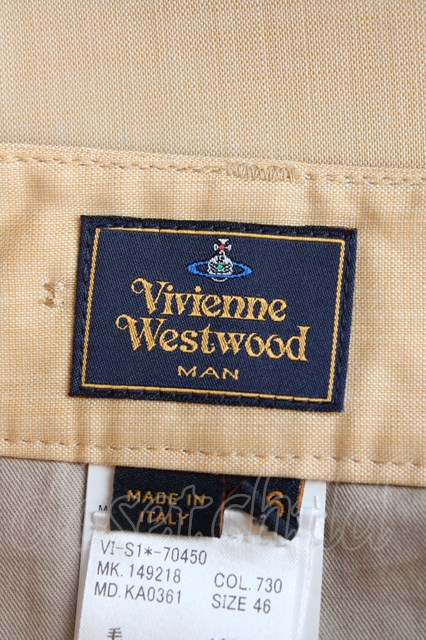 Vivienne
Westwood
MAN
MADE IN
ITALY
VI-S1*-70450
MK. 149218 COL. 730
MD. KA0361 SIZE 46
毛